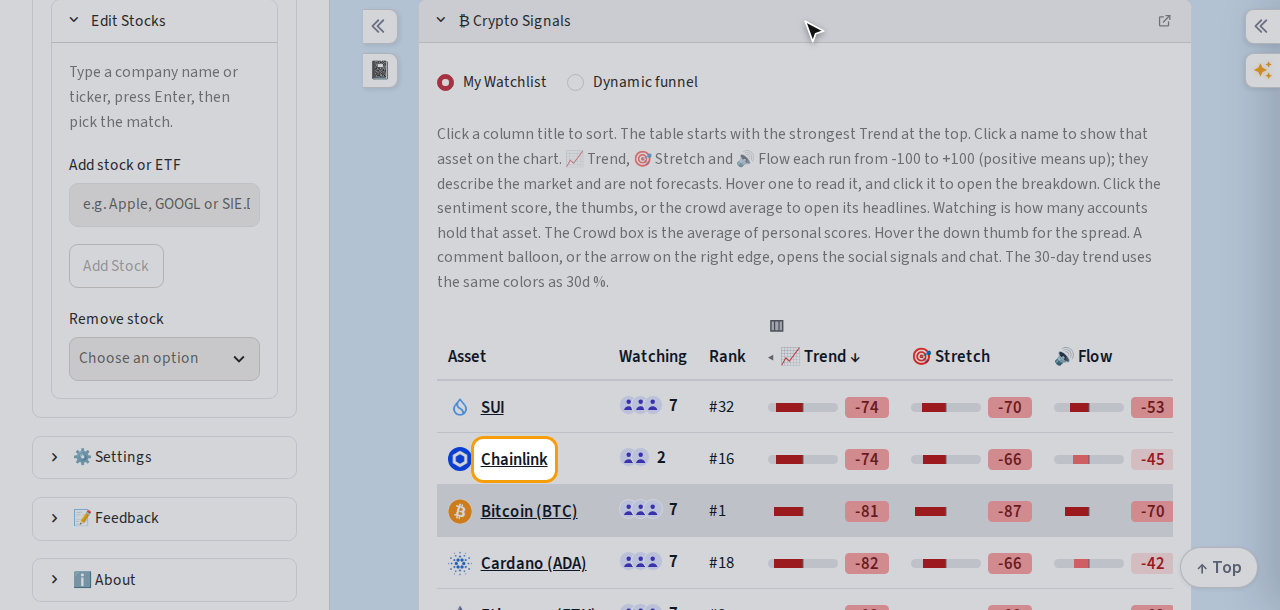 Edit Stocks
Type a company name or
ticker, press Enter, then
pick the match.
Add stock or ETF
e.g. Apple, GOOGL or SIE.
Add Stock
Remove stock
Choose an option
Settings
Feedback
About
Crypto Signals
My Watchlist Dynamic funnel
Click a column title to sort. The table starts with the strongest Trend at the top. Click a name to show that
asset on the chart. 📈 Trend, 🎯 Stretch and 🔊 Flow each run from -100 to +100 (positive means up); they
describe the market and are not forecasts. Hover one to read it, and click it to open the breakdown. Click the
sentiment score, the thumbs, or the crowd average to open its headlines. Watching is how many accounts
hold that asset. The Crowd box is the average of personal scores. Hover the down thumb for the spread. A
comment balloon, or the arrow on the right edge, opens the social signals and chat. The 30-day trend uses
the same colors as 30d %.
Asset Watching Rank Trend ↓ Stretch Flow
SUI 7 #32 -74 -70 -53
Chainlink 2 #16 -74 -66 -45
Bitcoin (BTC) 7 #1 -81 -87 -70
Cardano (ADA) 7 #18 -82 -66 -42
↑ Top